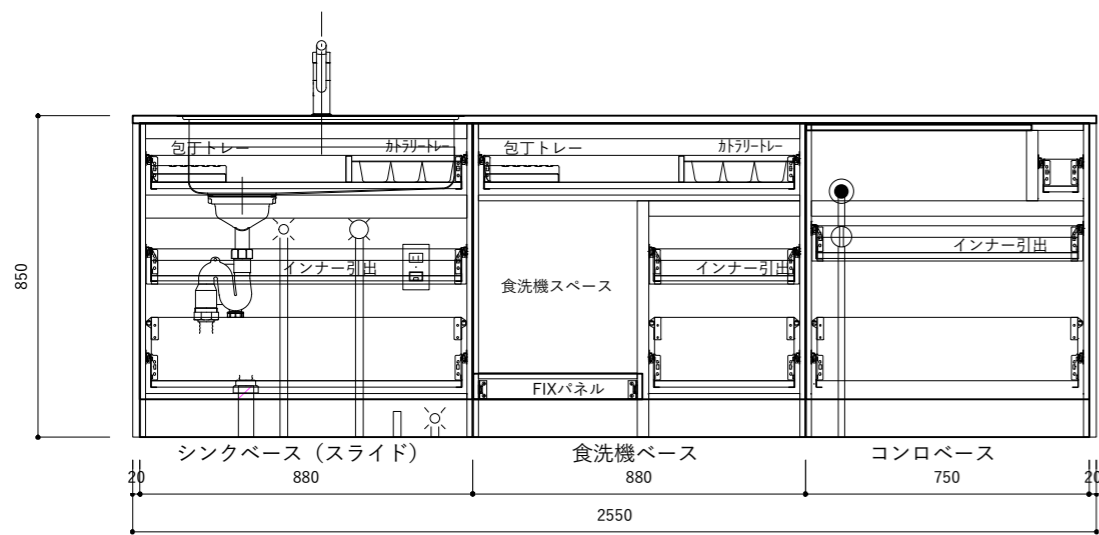 包丁トレー
ｶﾄﾗﾘｰﾄﾚｰ
包丁トレー
ｶﾄﾗﾘｰﾄﾚｰ
インナー引出
インナー引出
インナー引出
食洗機スペース
850
FIXパネル
シンクベース（スライド）
食洗機ベース
コンロベース
20
880
880
750
20
2550